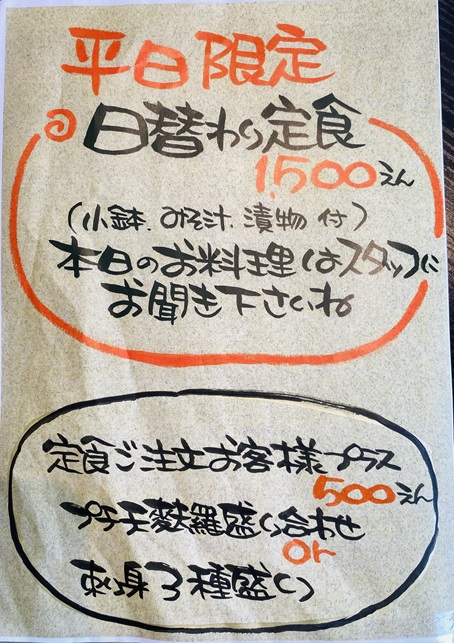 平日限定
日替わり定食
1,500えん
(小鉢.みそ汁.漬物 付)
本日のお料理はスタッフに
お聞き下さいね
定食ご注文お客様プラス
500えん
プチ天麩羅盛り合わせ
or
刺身3種盛り